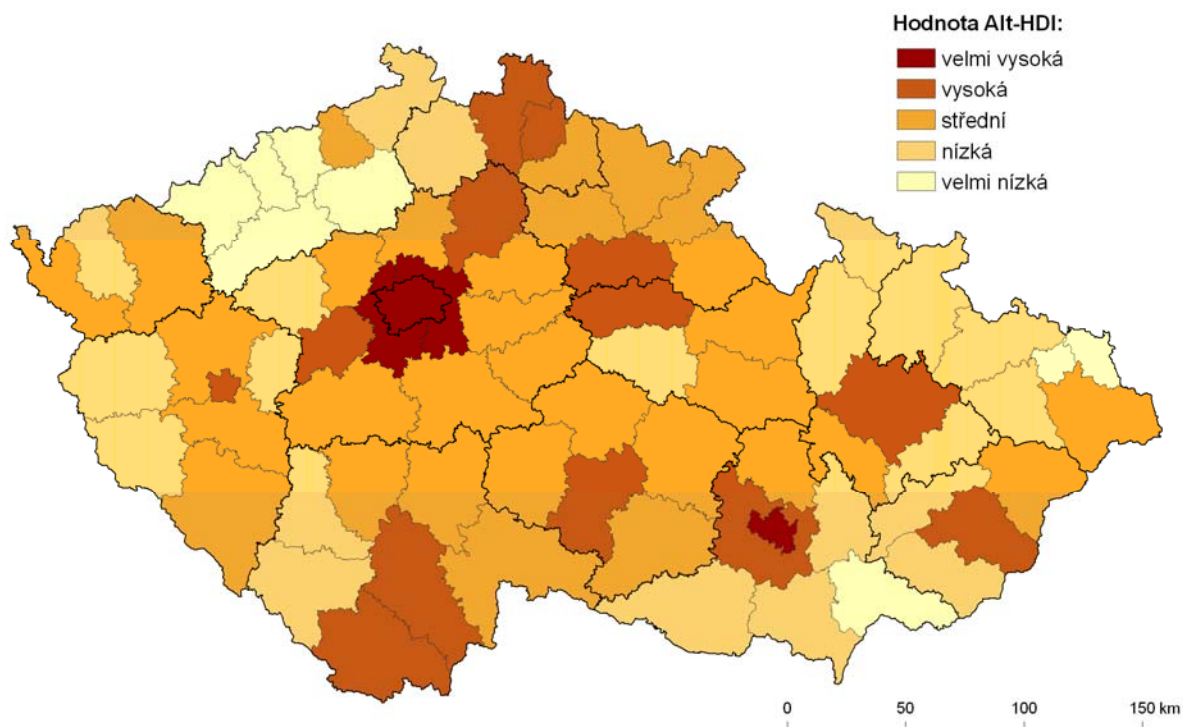 Hodnota Alt-HDI:
velmi vysoká
vysoká
střední
nízká
velmi nízká
0 50 100 150 km